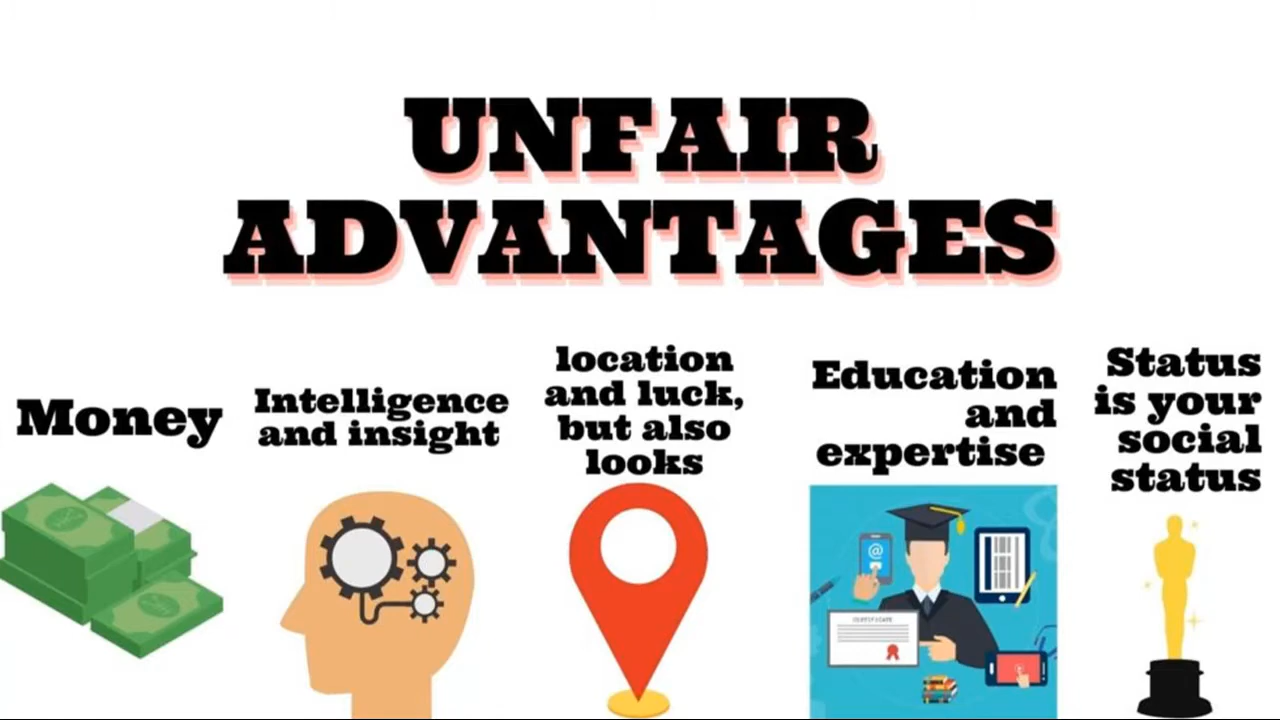 UNFAIR
ADVANTAGES
Money
Intelligence
and insight
location
and luck,
but also
looks
Education
and
expertise
Status
is your
social
status
@
CERTIFICATE